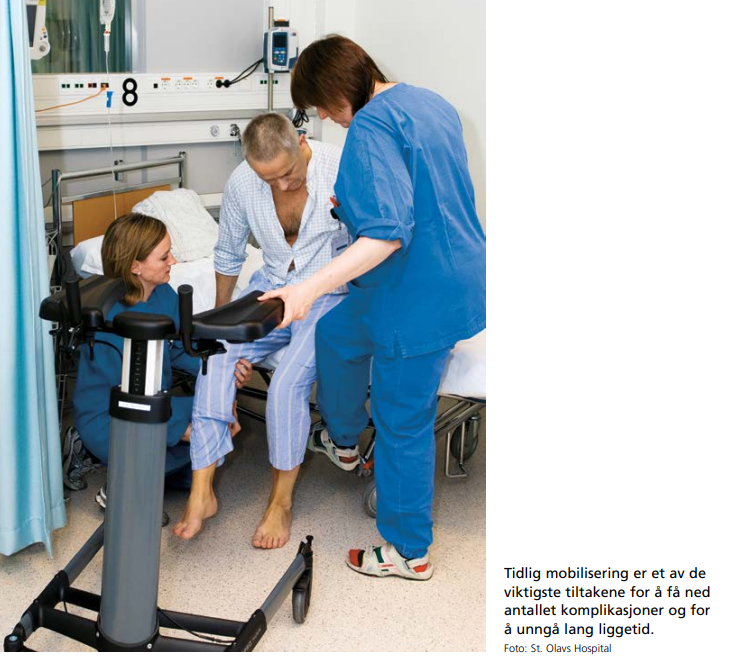 8
Tidlig mobilisering er et av de
viktigste tiltakene for å få ned
antallet komplikasjoner og for
å unngå lang liggetid.
Foto: St. Olavs Hospital